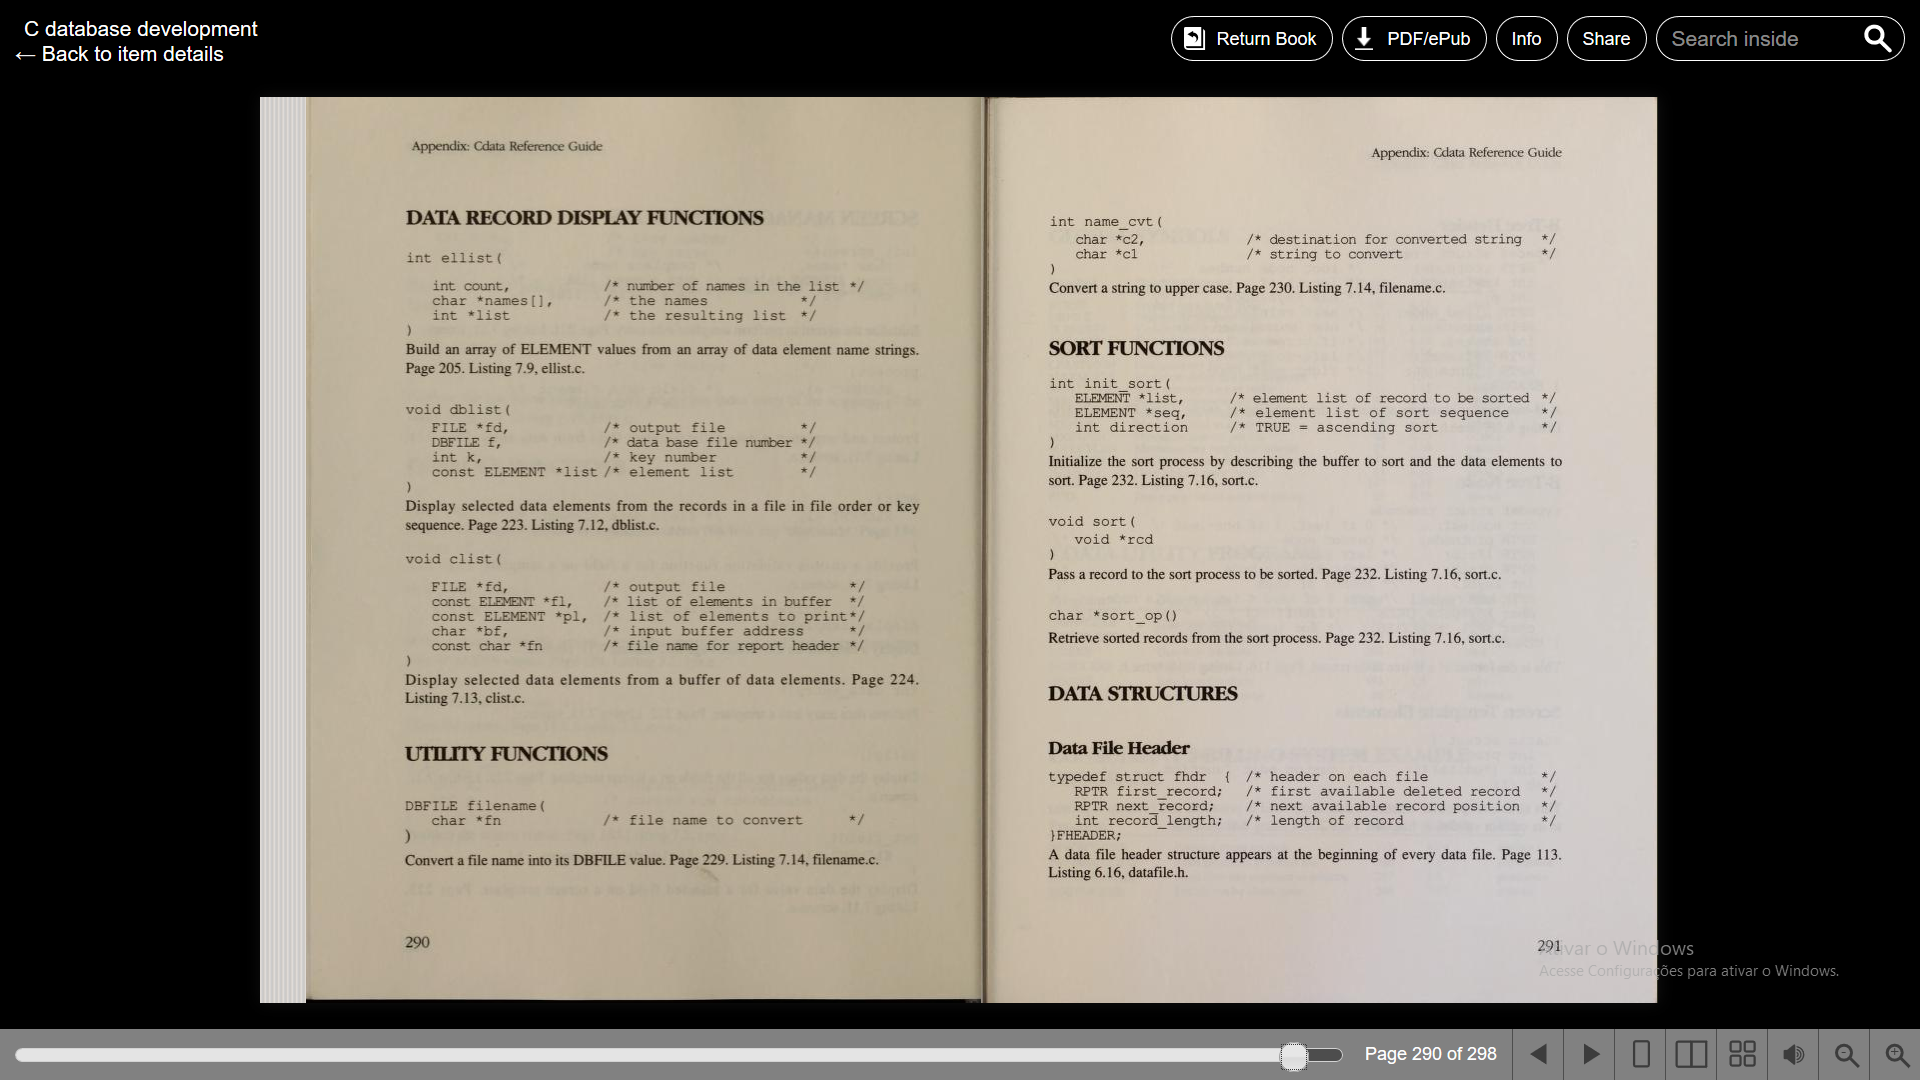 C database development
← Back to item details
Return Book
PDF/ePub
Info
Share
Search inside
Appendix: Cdata Reference Guide
DATA RECORD DISPLAY FUNCTIONS
int ellist(
int count, /* number of names in the list */
char *names[], /* the names */
int *list /* the resulting list */
)
Build an array of ELEMENT values from an array of data element name strings.
Page 205. Listing 7.9, ellist.c.
void dblist(
FILE *fd, /* output file */
DBFILE f, /* data base file number */
int k, /* key number */
const ELEMENT *list /* element list */
)
Display selected data elements from the records in a file in file order or key
sequence. Page 223. Listing 7.12, dblist.c.
void clist(
FILE *fd, /* output file */
const ELEMENT *fl, /* list of elements in buffer */
const ELEMENT *pl, /* list of elements to print*/
char *bf, /* input buffer address */
const char *fn /* file name for report header */
)
Display selected data elements from a buffer of data elements. Page 224.
Listing 7.13, clist.c.
UTILITY FUNCTIONS
DBFILE filename(
char *fn /* file name to convert */
)
Convert a file name into its DBFILE value. Page 229. Listing 7.14, filename.c.
290
Appendix: Cdata Reference Guide
int name_cvt(
char *c2, /* destination for converted string */
char *c1 /* string to convert */
)
Convert a string to upper case. Page 230. Listing 7.14, filename.c.
SORT FUNCTIONS
int init_sort(
ELEMENT *list, /* element list of record to be sorted */
ELEMENT *seq, /* element list of sort sequence */
int direction /* TRUE = ascending sort */
)
Initialize the sort process by describing the buffer to sort and the data elements to
sort. Page 232. Listing 7.16, sort.c.
void sort(
void *rcd
)
Pass a record to the sort process to be sorted. Page 232. Listing 7.16, sort.c.
char *sort_op()
Retrieve sorted records from the sort process. Page 232. Listing 7.16, sort.c.
DATA STRUCTURES
Data File Header
typedef struct fhdr { /* header on each file */
RPTR first_record; /* first available deleted record */
RPTR next_record; /* next available record position */
int record_length; /* length of record */
}FHEADER;
A data file header structure appears at the beginning of every data file. Page 113.
Listing 6.16, datafile.h.
291
Ativar o Windows
Acesse Configurações para ativar o Windows.
Page 290 of 298